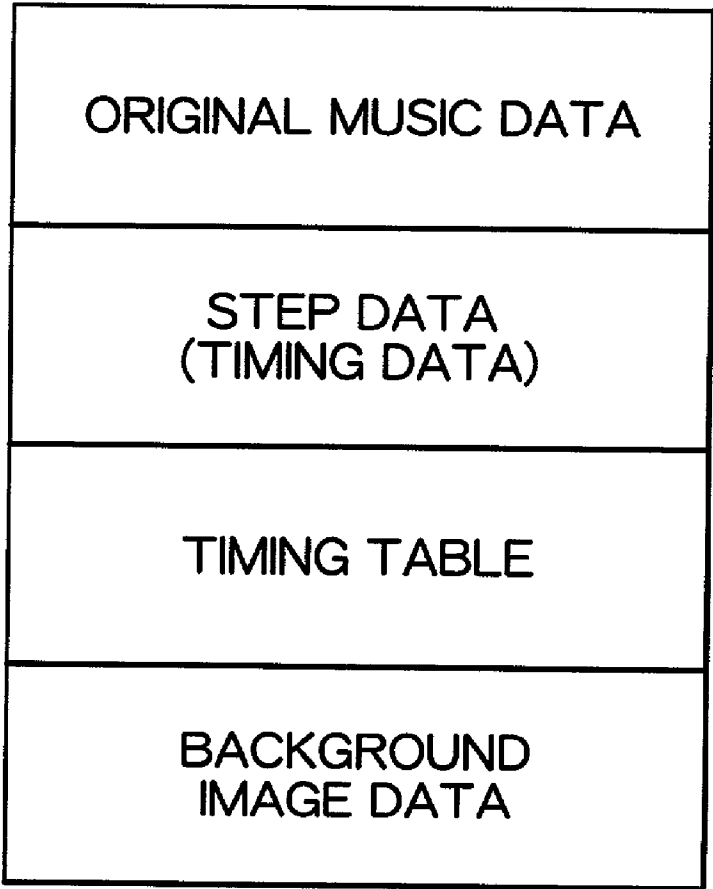 ORIGINAL MUSIC DATA
STEP DATA
(TIMING DATA)
TIMING TABLE
BACKGROUND
IMAGE DATA